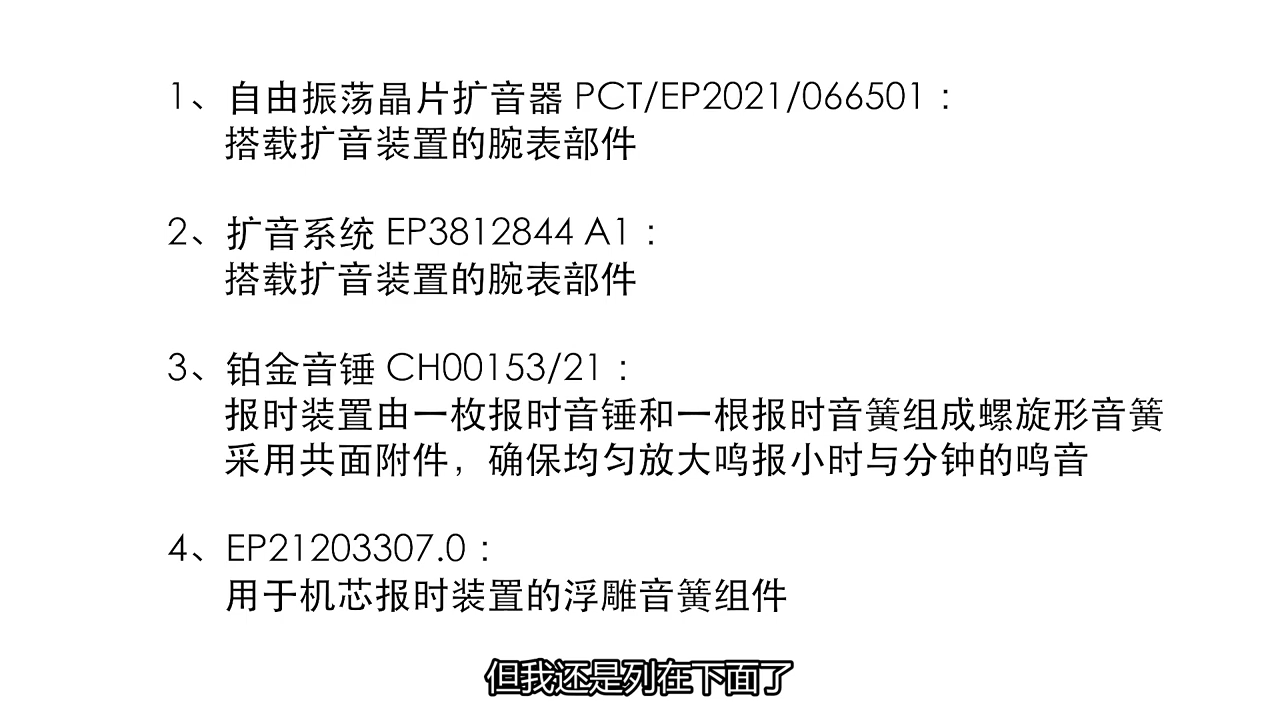 1、自由振荡晶片扩音器 PCT/EP2021/066501：
搭载扩音装置的腕表部件
2、扩音系统 EP3812844 A1：
搭载扩音装置的腕表部件
3、铂金音锤 CH00153/21：
报时装置由一枚报时音锤和一根报时音簧组成螺旋形音簧
采用共面附件，确保均匀放大鸣报小时与分钟的鸣音
4、EP21203307.0：
用于机芯报时装置的浮雕音簧组件
但我还是列在下面了